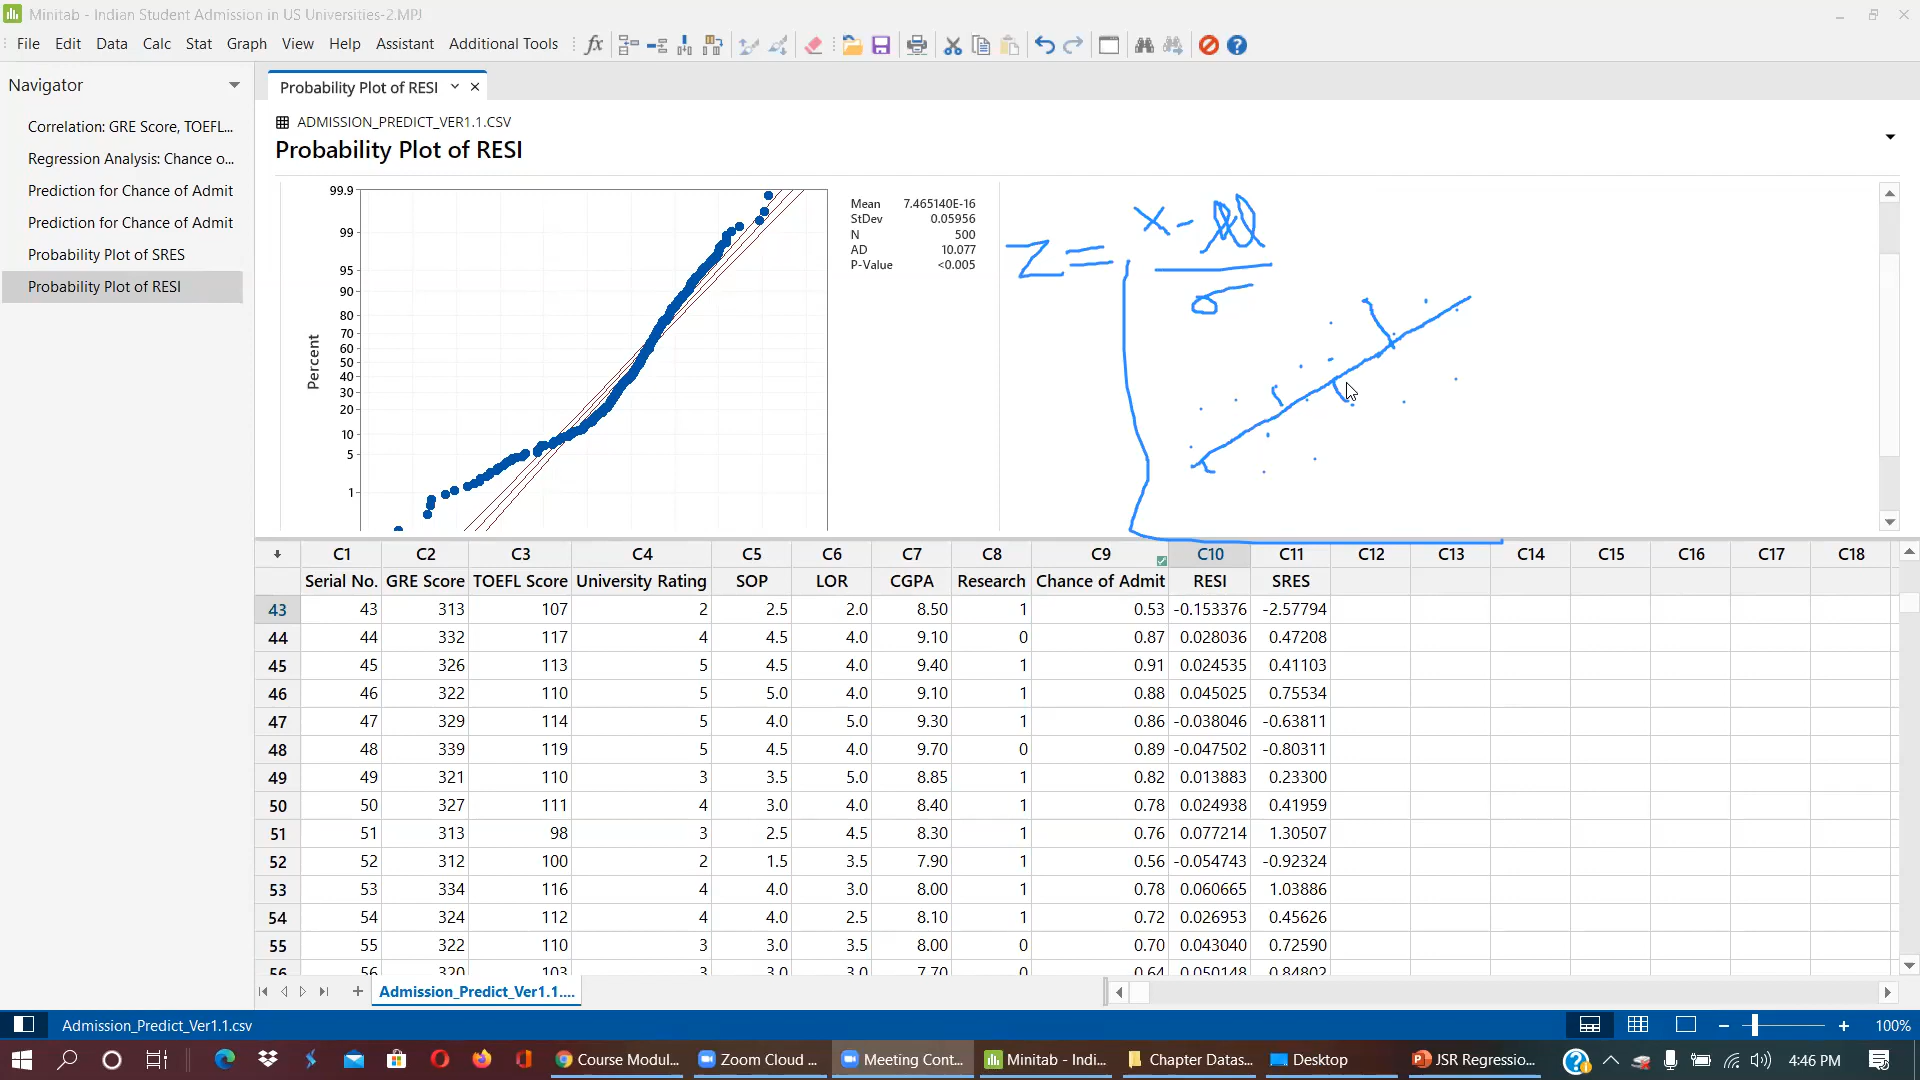 Minitab - Indian Student Admission in US Universities-2.MPJ
File Edit Data Calc Stat Graph View Help Assistant Additional Tools
Navigator
Correlation: GRE Score, TOEFL...
Regression Analysis: Chance o...
Prediction for Chance of Admit
Prediction for Chance of Admit
Probability Plot of SRES
Probability Plot of RESI
Probability Plot of RESI
ADMISSION_PREDICT_VER1.1.CSV
Probability Plot of RESI
Percent
99.9
99
95
90
80
70
60
50
40
30
20
10
5
1
Mean 7.465140E-16
StDev 0.05956
N 500
AD 10.077
P-Value <0.005
Z = x - μ
σ
C1 C2 C3 C4 C5 C6 C7 C8 C9 C10 C11 C12 C13 C14 C15 C16 C17 C18
Serial No. GRE Score TOEFL Score University Rating SOP LOR CGPA Research Chance of Admit RESI SRES
43 43 313 107 2 2.5 2.0 8.50 1 0.53 -0.153376 -2.57794
44 44 332 117 4 4.5 4.0 9.10 0 0.87 0.028036 0.47208
45 45 326 113 5 4.5 4.0 9.40 1 0.91 0.024535 0.41103
46 46 322 110 5 5.0 4.0 9.10 1 0.88 0.045025 0.75534
47 47 329 114 5 4.0 5.0 9.30 1 0.86 -0.038046 -0.63811
48 48 339 119 5 4.5 4.0 9.70 0 0.89 -0.047502 -0.80311
49 49 321 110 3 3.5 5.0 8.85 1 0.82 0.013883 0.23300
50 50 327 111 4 3.0 4.0 8.40 1 0.78 0.024938 0.41959
51 51 313 98 3 2.5 4.5 8.30 1 0.76 0.077214 1.30507
52 52 312 100 2 1.5 3.5 7.90 1 0.56 -0.054743 -0.92324
53 53 334 116 4 4.0 3.0 8.00 1 0.78 0.060665 1.03886
54 54 324 112 4 4.0 2.5 8.10 1 0.72 0.026953 0.45626
55 55 322 110 3 3.0 3.5 8.00 0 0.70 0.043040 0.72590
56 56 320 103 3 3.0 3.0 7.70 0 0.64 0.050148 0.84802
Admission_Predict_Ver1.1....
Admission_Predict_Ver1.1.csv
100%
Course Modul... Zoom Cloud ... Meeting Cont... Minitab - Indi... Chapter Datas... Desktop JSR Regressio... 4:46 PM